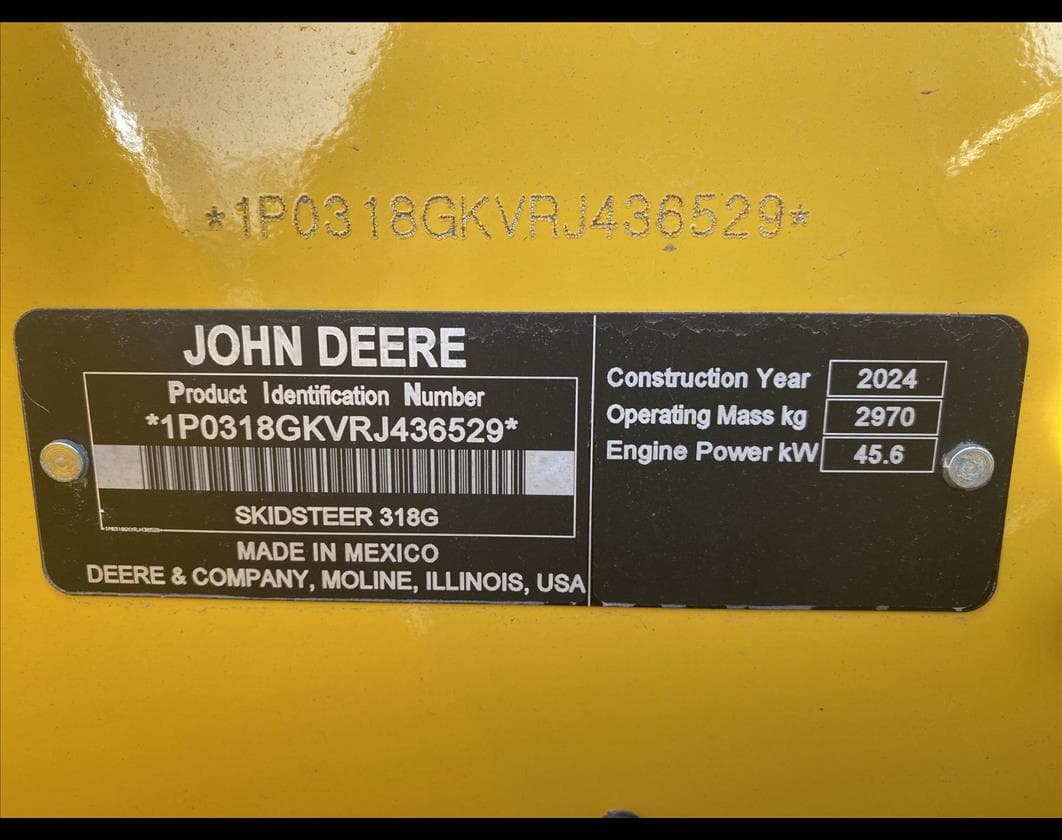 *1P0318GKVRJ436529*
JOHN DEERE
Product Identification Number
*1P0318GKVRJ436529*
SKIDSTEER 318G
MADE IN MEXICO
DEERE & COMPANY, MOLINE, ILLINOIS, USA
Construction Year 2024
Operating Mass kg 2970
Engine Power kW 45.6